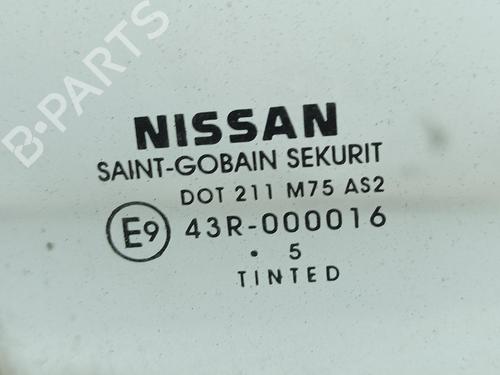 B-PARTS
NISSAN
SAINT-GOBAIN SEKURIT
DOT 211 M75 AS2
E9 43R-000016
. 5
TINTED